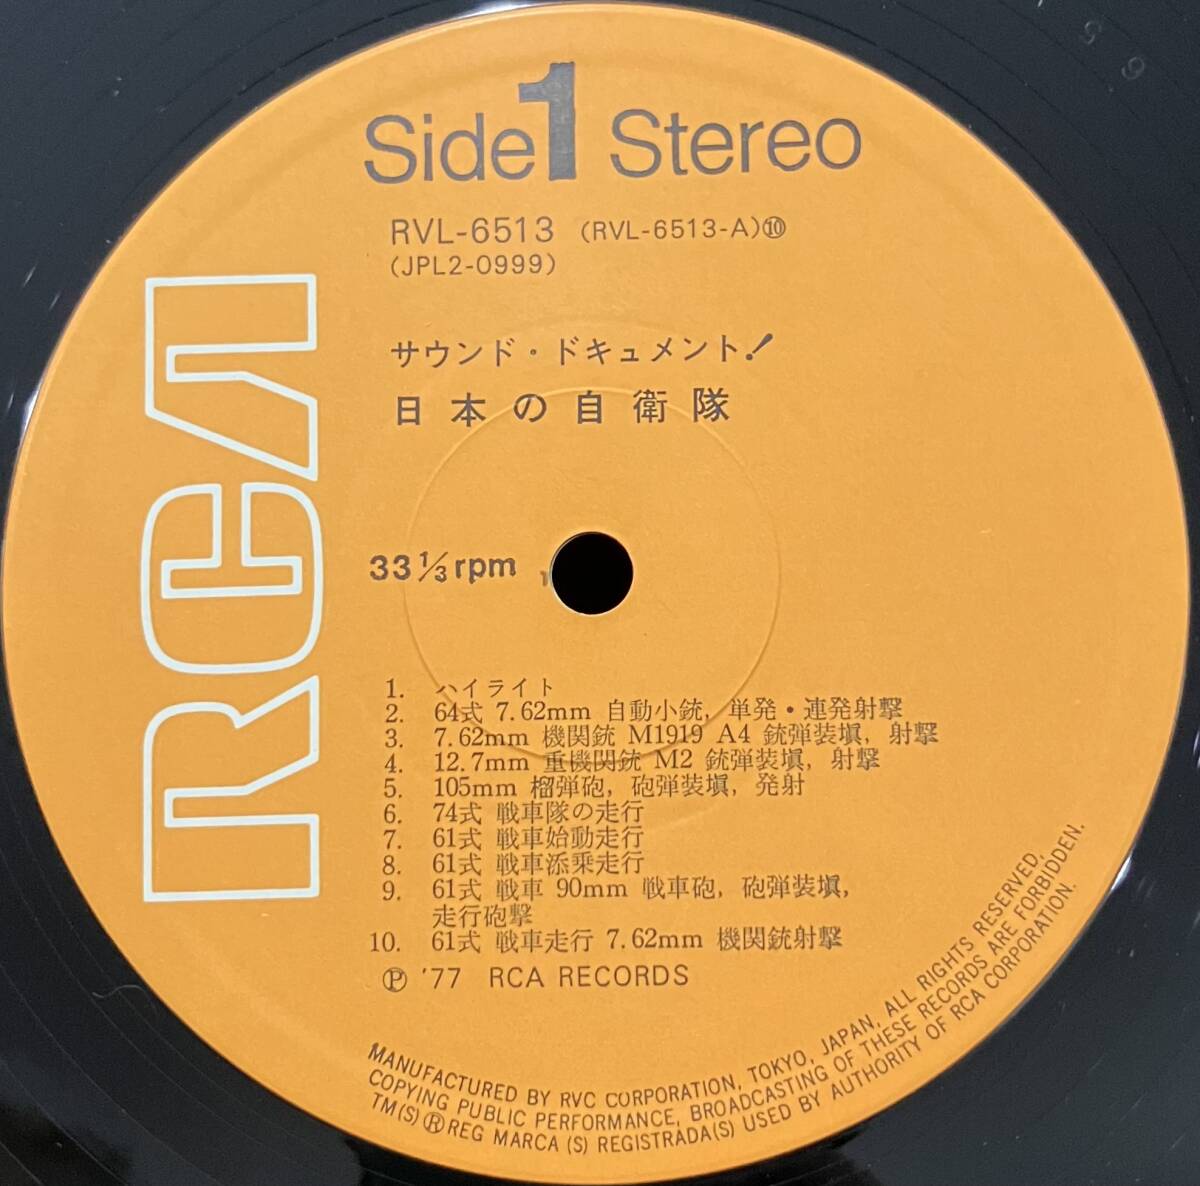 Side 1 Stereo
RVL-6513 (RVL-6513-A)⑩
(JPL2-0999)
サウンド・ドキュメント!
日本の自衛隊
RCA
33 1/3 rpm
1. ハイライト
2. 64式 7.62mm 自動小銃, 単発・連発射撃
3. 7.62mm 機関銃 M1919 A4 銃弾装塡, 射撃
4. 12.7mm 重機関銃 M2 銃弾装塡, 射撃
5. 105mm 榴弾砲, 砲弾装塡, 発射
6. 74式 戦車隊の走行
7. 61式 戦車始動走行
8. 61式 戦車添乗走行
9. 61式 戦車 90mm 戦車砲, 砲弾装塡,
走行砲撃
10. 61式 戦車走行 7.62mm 機関銃射撃
Ⓟ '77 RCA RECORDS
MANUFACTURED BY RVC CORPORATION, TOKYO, JAPAN, ALL RIGHTS RESERVED,
COPYING PUBLIC PERFORMANCE, BROADCASTING OF THESE RECORDS ARE FORBIDDEN.
TM(S) ® REG MARCA (S) REGISTRADA(S) USED BY AUTHORITY OF RCA CORPORATION.